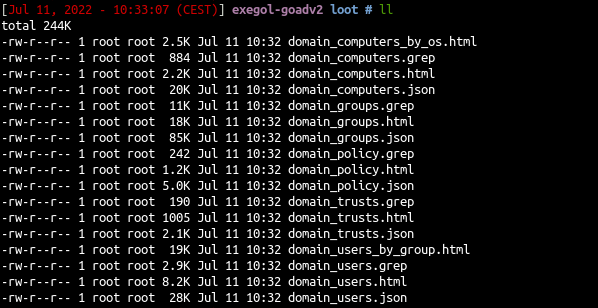 [Jul 11, 2022 - 10:33:07 (CEST)] exegol-goadv2 loot # ll
total 244K
-rw-r--r-- 1 root root 2.5K Jul 11 10:32 domain_computers_by_os.html
-rw-r--r-- 1 root root  884 Jul 11 10:32 domain_computers.grep
-rw-r--r-- 1 root root 2.2K Jul 11 10:32 domain_computers.html
-rw-r--r-- 1 root root  20K Jul 11 10:32 domain_computers.json
-rw-r--r-- 1 root root  11K Jul 11 10:32 domain_groups.grep
-rw-r--r-- 1 root root  18K Jul 11 10:32 domain_groups.html
-rw-r--r-- 1 root root  85K Jul 11 10:32 domain_groups.json
-rw-r--r-- 1 root root  242 Jul 11 10:32 domain_policy.grep
-rw-r--r-- 1 root root 1.2K Jul 11 10:32 domain_policy.html
-rw-r--r-- 1 root root 5.0K Jul 11 10:32 domain_policy.json
-rw-r--r-- 1 root root  190 Jul 11 10:32 domain_trusts.grep
-rw-r--r-- 1 root root 1005 Jul 11 10:32 domain_trusts.html
-rw-r--r-- 1 root root 2.1K Jul 11 10:32 domain_trusts.json
-rw-r--r-- 1 root root  19K Jul 11 10:32 domain_users_by_group.html
-rw-r--r-- 1 root root 2.9K Jul 11 10:32 domain_users.grep
-rw-r--r-- 1 root root 8.2K Jul 11 10:32 domain_users.html
-rw-r--r-- 1 root root  28K Jul 11 10:32 domain_users.json